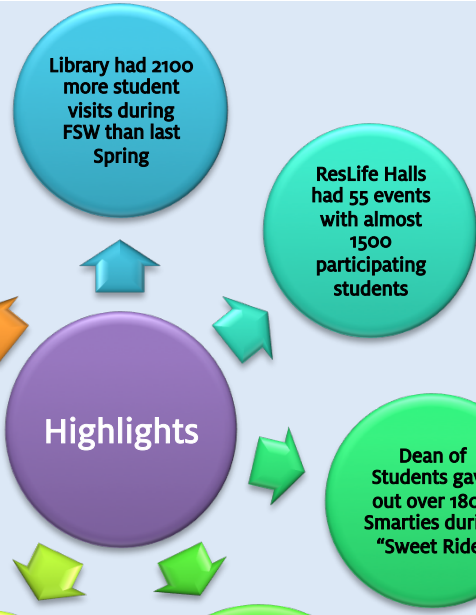 Library had 2100
more student
visits during
FSW than last
Spring
ResLife Halls
had 55 events
with almost
1500
participating
students
Highlights
Dean of
Students
out over
Smarties
"Sweet